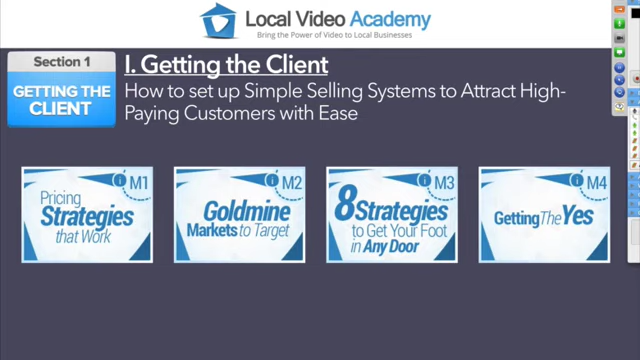 Local Video Academy
Bring the Power of Video to Local Businesses
Section 1
GETTING THE
CLIENT
I. Getting the Client
How to set up Simple Selling Systems to Attract High-
Paying Customers with Ease
M1
Pricing
Strategies
that Work
M2
Goldmine
Markets to Target
M3
8 Strategies
to Get Your Foot
in Any Door
M4
Getting The Yes